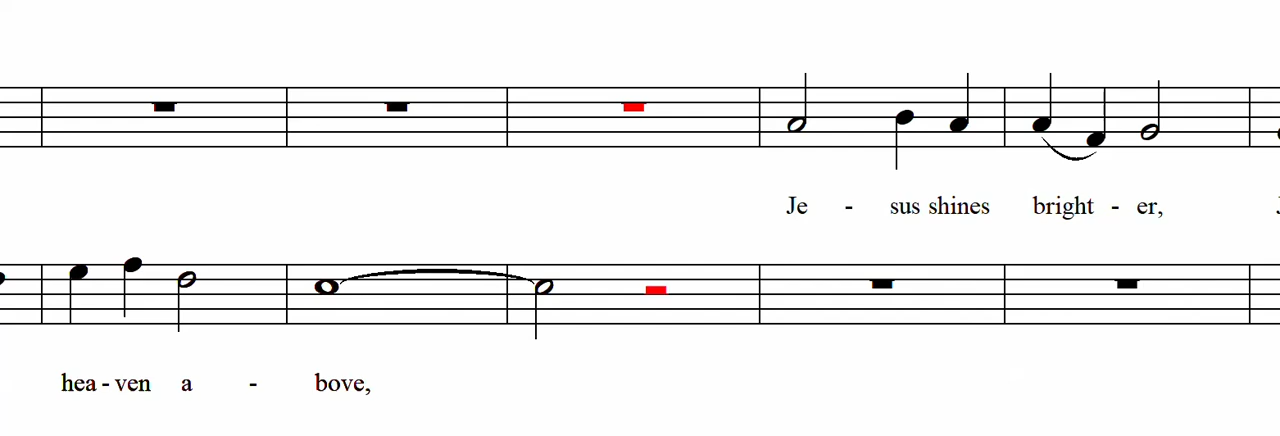 Je - sus shines bright - er,
hea - ven a - bove,